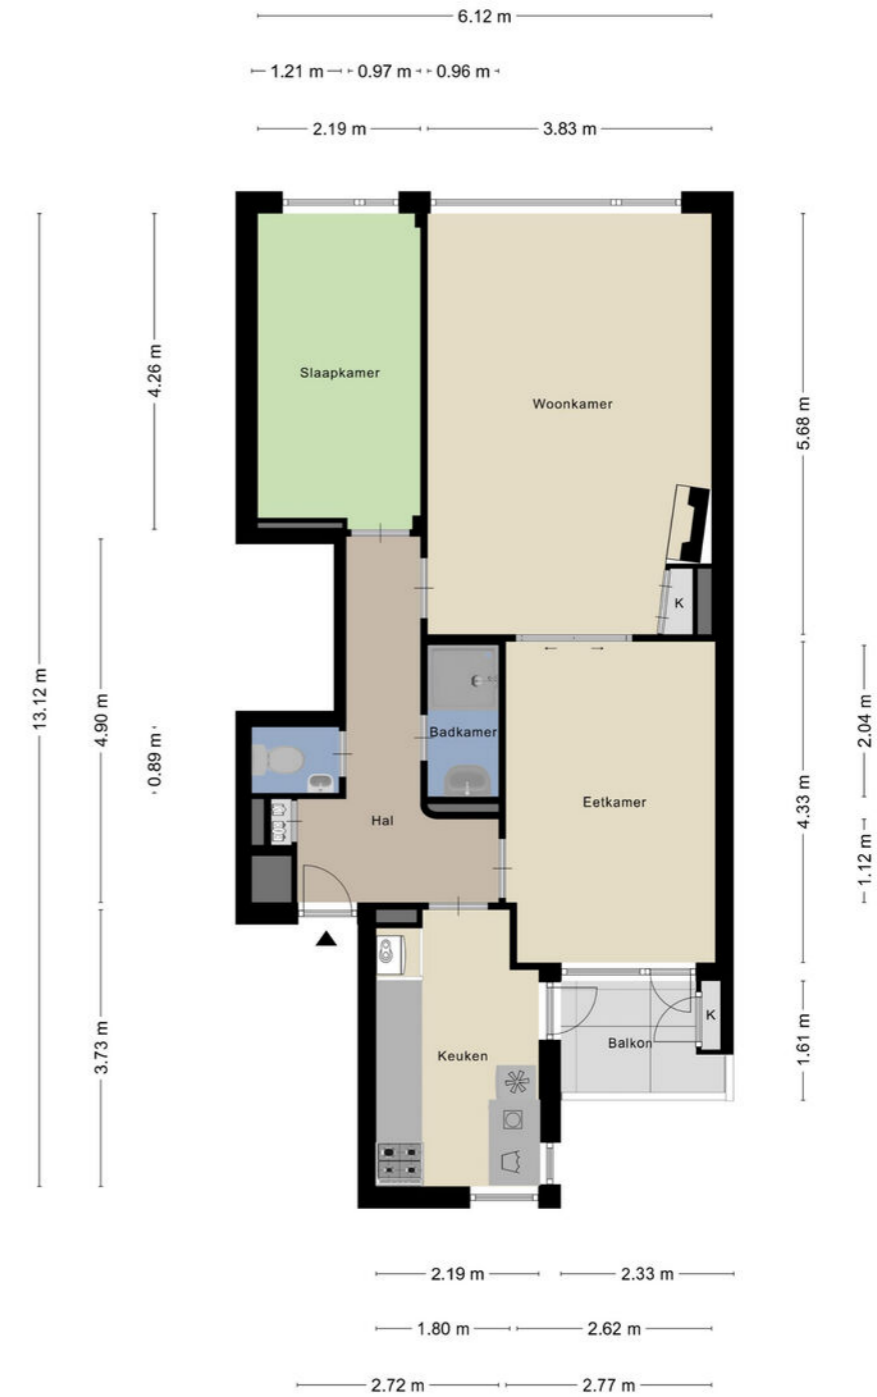 6.12 m
1.21 m
0.97 m
0.96 m
2.19 m
3.83 m
Slaapkamer
4.26 m
Woonkamer
5.68 m
K
13.12 m
4.90 m
0.89 m
Badkamer
2.04 m
Eetkamer
4.33 m
Hal
1.12 m
K
Balkon
1.61 m
Keuken
3.73 m
2.19 m
2.33 m
1.80 m
2.62 m
2.72 m
2.77 m